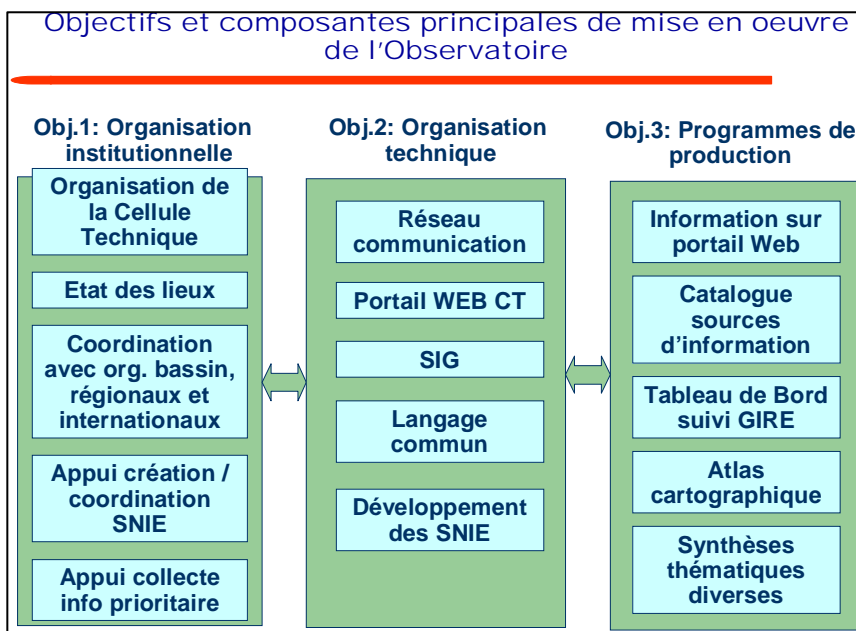 Objectifs et composantes principales de mise en oeuvre
de l'Observatoire
Obj.1: Organisation
institutionnelle
Organisation de
la Cellule
Technique
Etat des lieux
Coordination
avec org. bassin,
régionaux et
internationaux
Appui création /
coordination
SNIE
Appui collecte
info prioritaire
Obj.2: Organisation
technique
Réseau
communication
Portail WEB CT
SIG
Langage
commun
Développement
des SNIE
Obj.3: Programmes de
production
Information sur
portail Web
Catalogue
sources
d'information
Tableau de Bord
suivi GIRE
Atlas
cartographique
Synthèses
thématiques
diverses